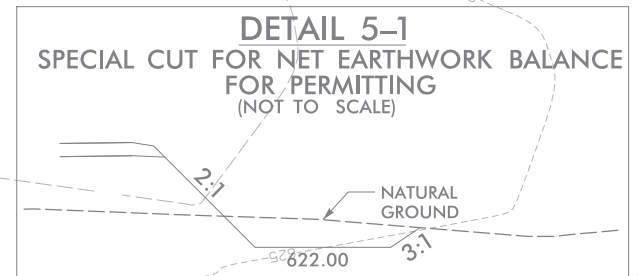 DETAIL 5–1
SPECIAL CUT FOR NET EARTHWORK BALANCE
FOR PERMITTING
(NOT TO SCALE)
2:1
NATURAL
GROUND
3:1
625
622.00